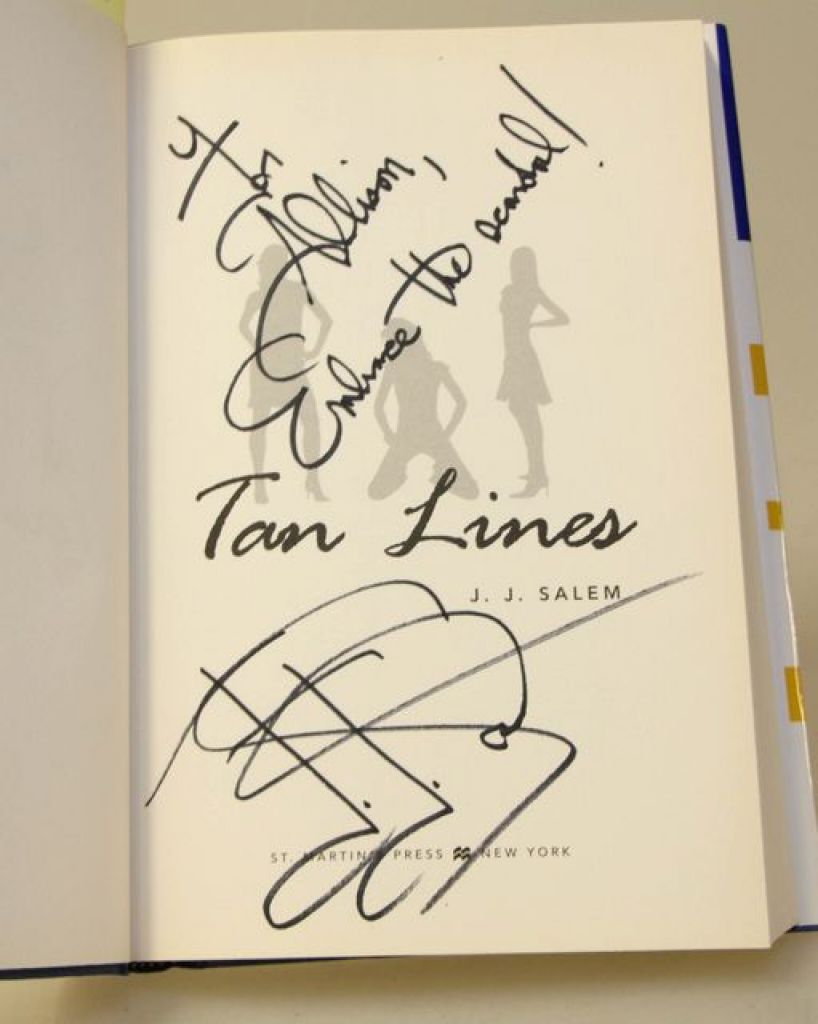 For
Allison,
Embrace the scandal!
Tan Lines
J. J. SALEM
ST. MARTIN'S PRESS NEW YORK